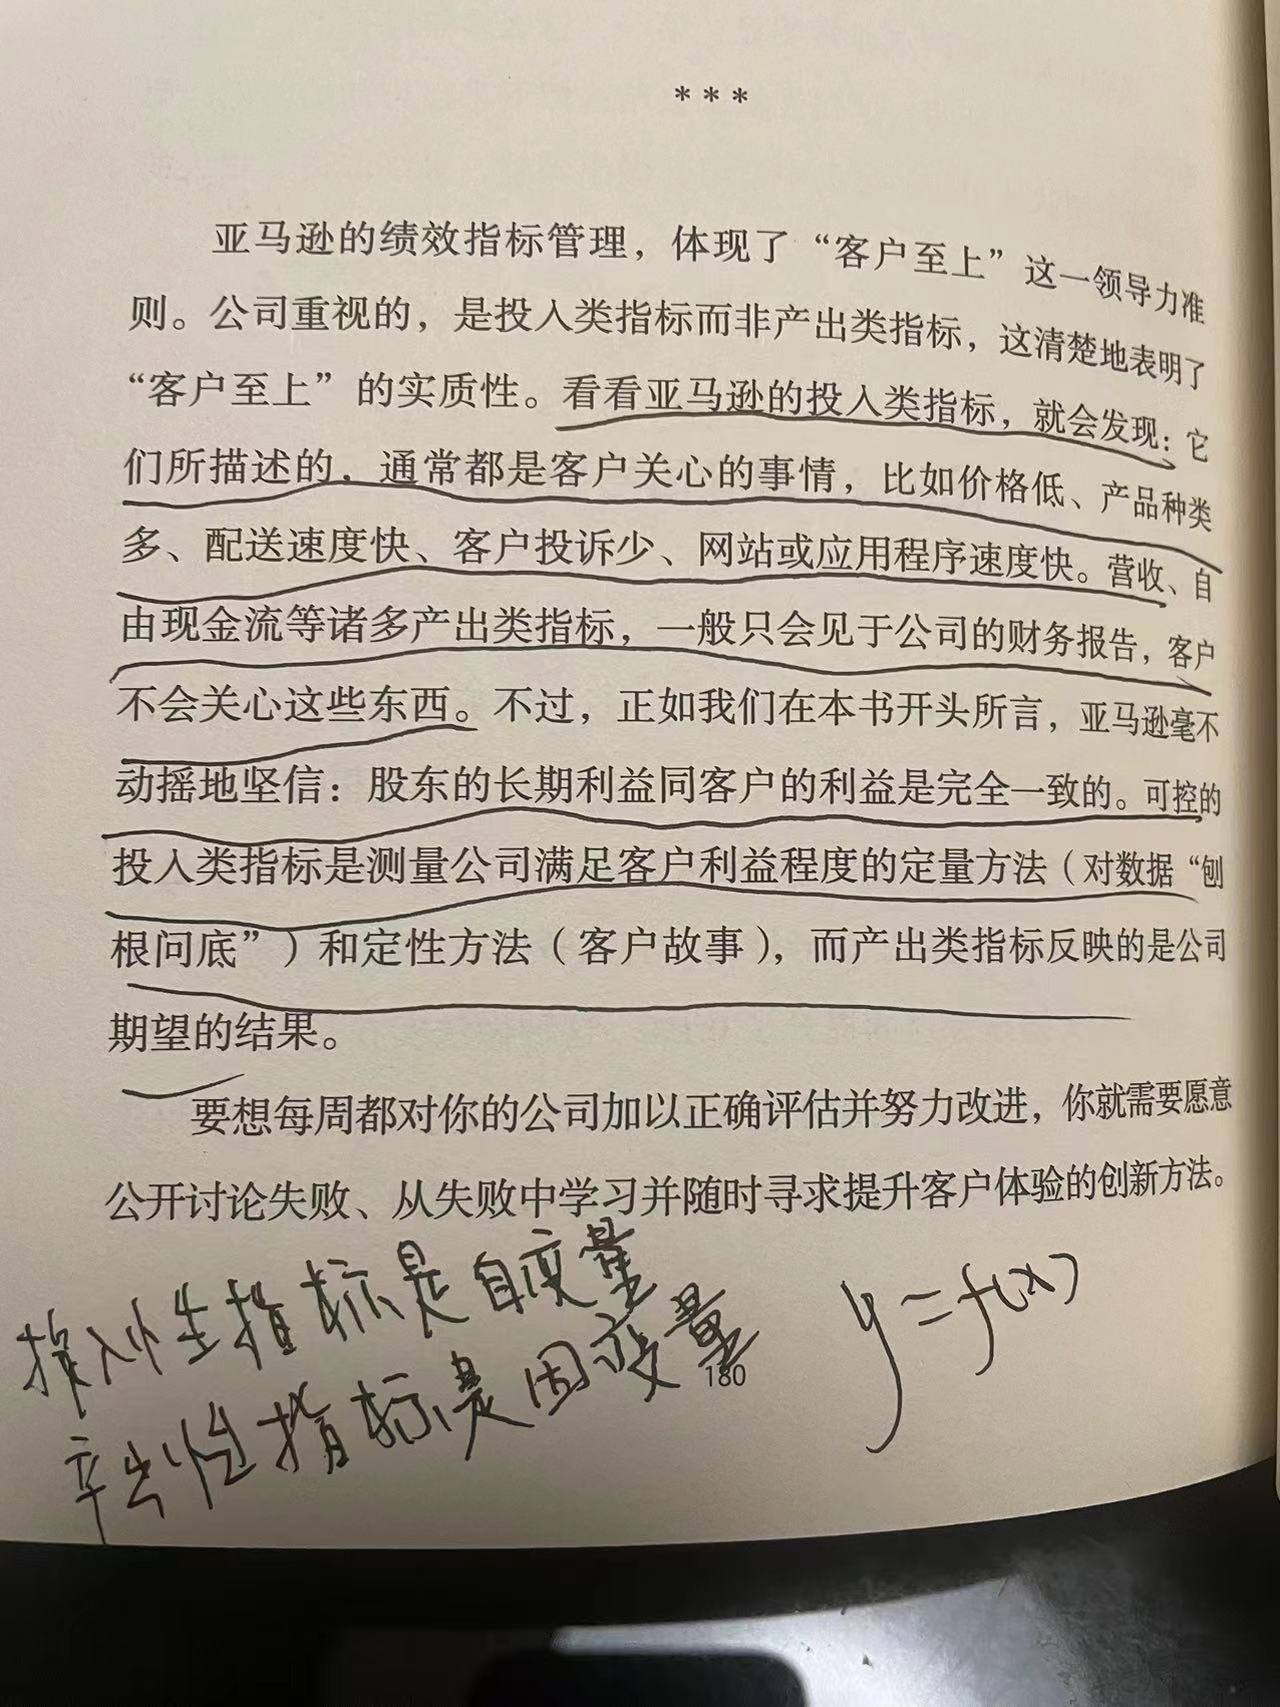 ***
亚马逊的绩效指标管理，体现了“客户至上”这一领导力准
则。公司重视的，是投入类指标而非产出类指标，这清楚地表明了
“客户至上”的实质性。看看亚马逊的投入类指标，就会发现：它
们所描述的，通常都是客户关心的事情，比如价格低、产品种类
多、配送速度快、客户投诉少、网站或应用程序速度快。营收、自
由现金流等诸多产出类指标，一般只会见于公司的财务报告，客户
不会关心这些东西。不过，正如我们在本书开头所言，亚马逊毫不
动摇地坚信：股东的长期利益同客户的利益是完全一致的。可控的
投入类指标是测量公司满足客户利益程度的定量方法（对数据“刨
根问底”）和定性方法（客户故事），而产出类指标反映的是公司
期望的结果。
要想每周都对你的公司加以正确评估并努力改进，你就需要愿意
公开讨论失败、从失败中学习并随时寻求提升客户体验的创新方法。
入性指标是自变量
产出性指标是因变量
y=f(x)
180